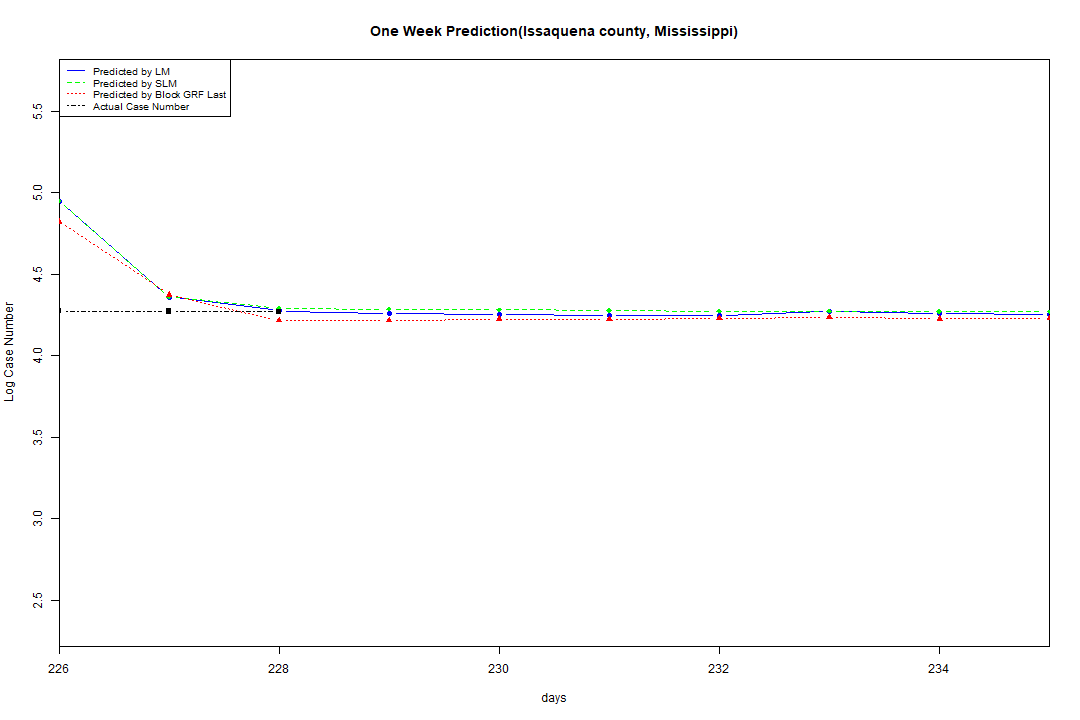 One Week Prediction(Issaquena county, Mississippi)
Predicted by LM
Predicted by SLM
Predicted by Block GRF Last
Actual Case Number
5.5
5.0
4.5
4.0
3.5
3.0
2.5
Log Case Number
226 228 230 232 234
days